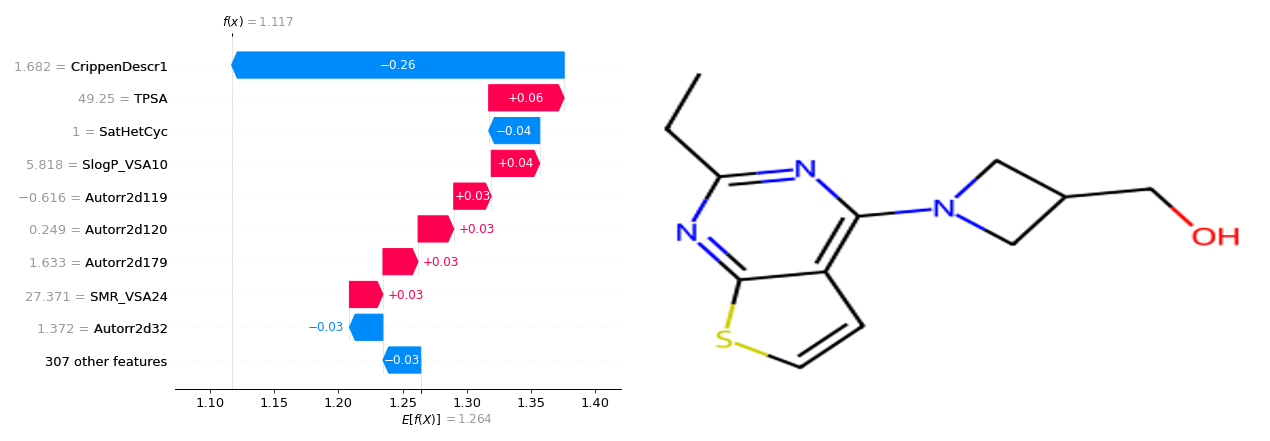 f(x) = 1.117
1.682 = CrippenDescr1
−0.26
49.25 = TPSA
+0.06
1 = SatHetCyc
−0.04
5.818 = SlogP_VSA10
+0.04
−0.616 = Autorr2d119
+0.03
0.249 = Autorr2d120
+0.03
1.633 = Autorr2d179
+0.03
27.371 = SMR_VSA24
+0.03
1.372 = Autorr2d32
−0.03
307 other features
−0.03
1.10 1.15 1.20 1.25 1.30 1.35 1.40
E[f(X)] = 1.264
N
N
N
OH
S